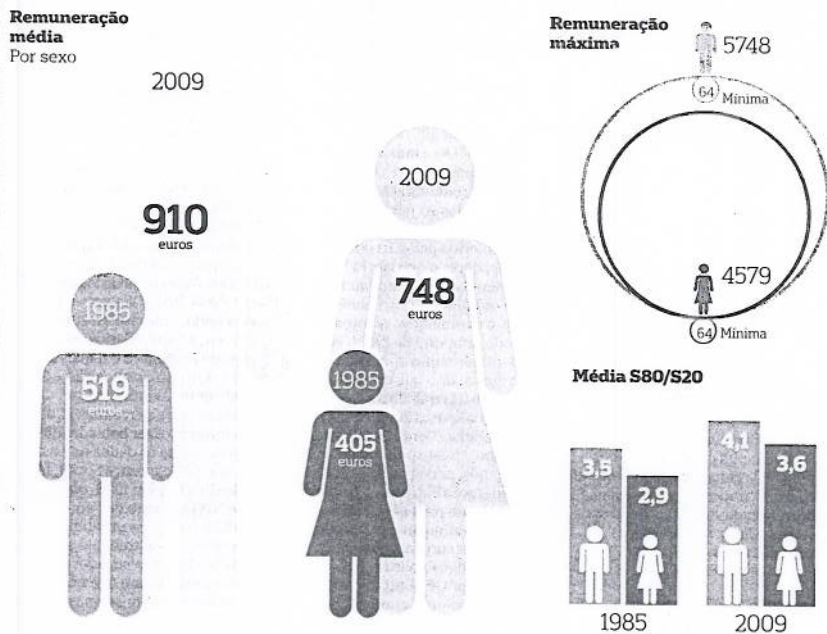 Remuneração
média
Por sexo
2009
910
euros
1985
519
euros
2009
748
euros
1985
405
euros
Remuneração
máxima
5748
64 Mínima
4579
64 Mínima
Média S80/S20
3,5
2,9
4,1
3,6
1985
2009